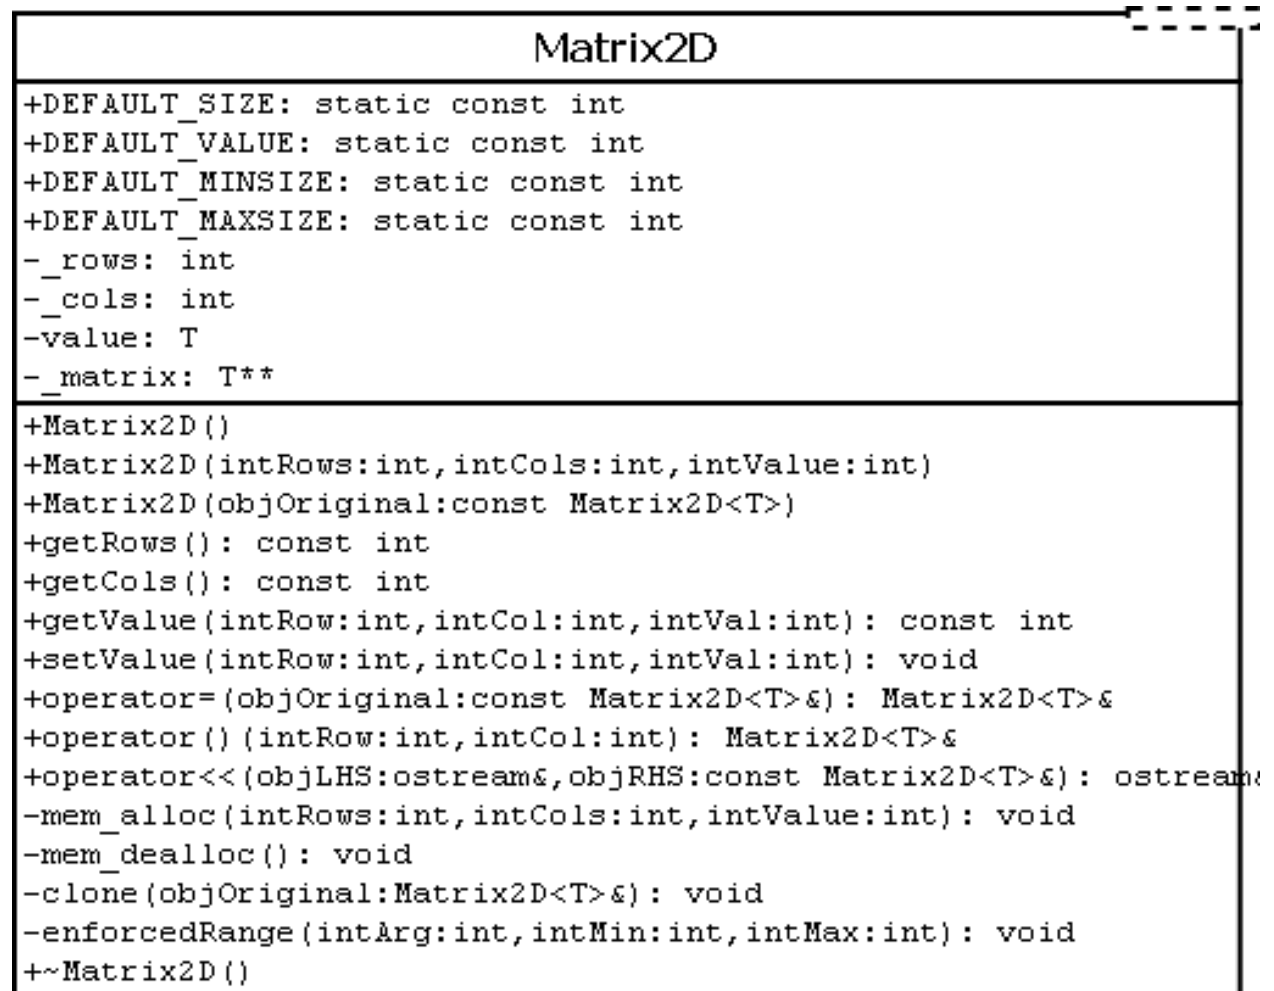 Matrix2D
+DEFAULT_SIZE: static const int
+DEFAULT_VALUE: static const int
+DEFAULT_MINSIZE: static const int
+DEFAULT_MAXSIZE: static const int
-_rows: int
-_cols: int
-value: T
-_matrix: T**
+Matrix2D()
+Matrix2D(intRows:int,intCols:int,intValue:int)
+Matrix2D(objOriginal:const Matrix2D<T>)
+getRows(): const int
+getCols(): const int
+getValue(intRow:int,intCol:int,intVal:int): const int
+setValue(intRow:int,intCol:int,intVal:int): void
+operator=(objOriginal:const Matrix2D<T>&): Matrix2D<T>&
+operator()(intRow:int,intCol:int): Matrix2D<T>&
+operator<<(objLHS:ostream&,objRHS:const Matrix2D<T>&): ostream&
-mem_alloc(intRows:int,intCols:int,intValue:int): void
-mem_dealloc(): void
-clone(objOriginal:Matrix2D<T>&): void
-enforcedRange(intArg:int,intMin:int,intMax:int): void
+~Matrix2D()